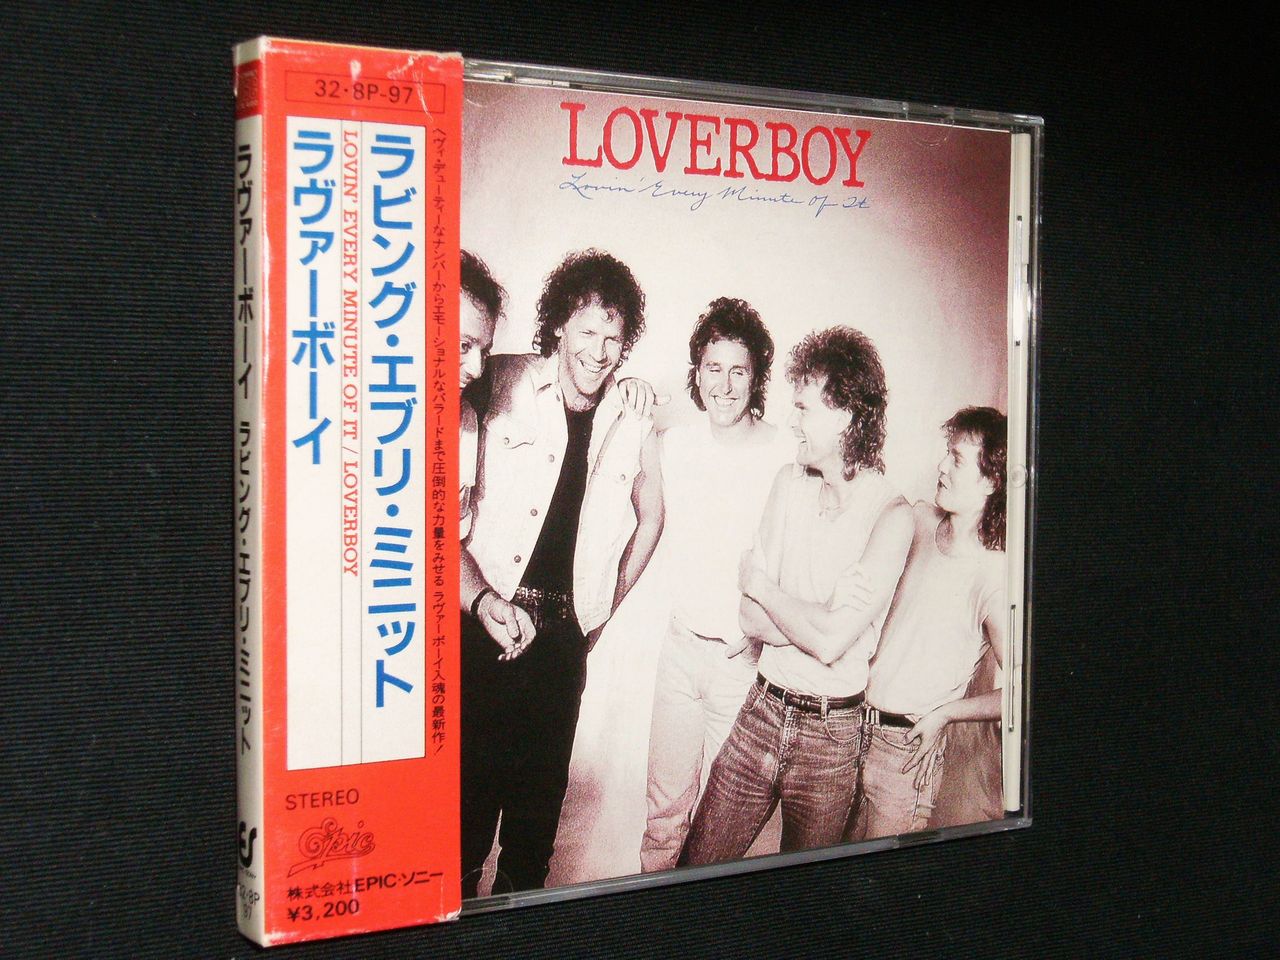 ラヴァーボーイ ラビング・エブリ・ミニット
32・8P
97
32・8P-97
ラビング・エブリ・ミニット
LOVIN' EVERY MINUTE OF IT / LOVERBOY
ラヴァーボーイ
ヘヴィ・デューティーなナンバーからエモーショナルなバラードまで圧倒的な力量をみせる ラヴァーボーイ入魂の最新作!
STEREO
Epic
株式会社EPIC・ソニー
¥3,200
LOVERBOY
Lovin' Every Minute Of It